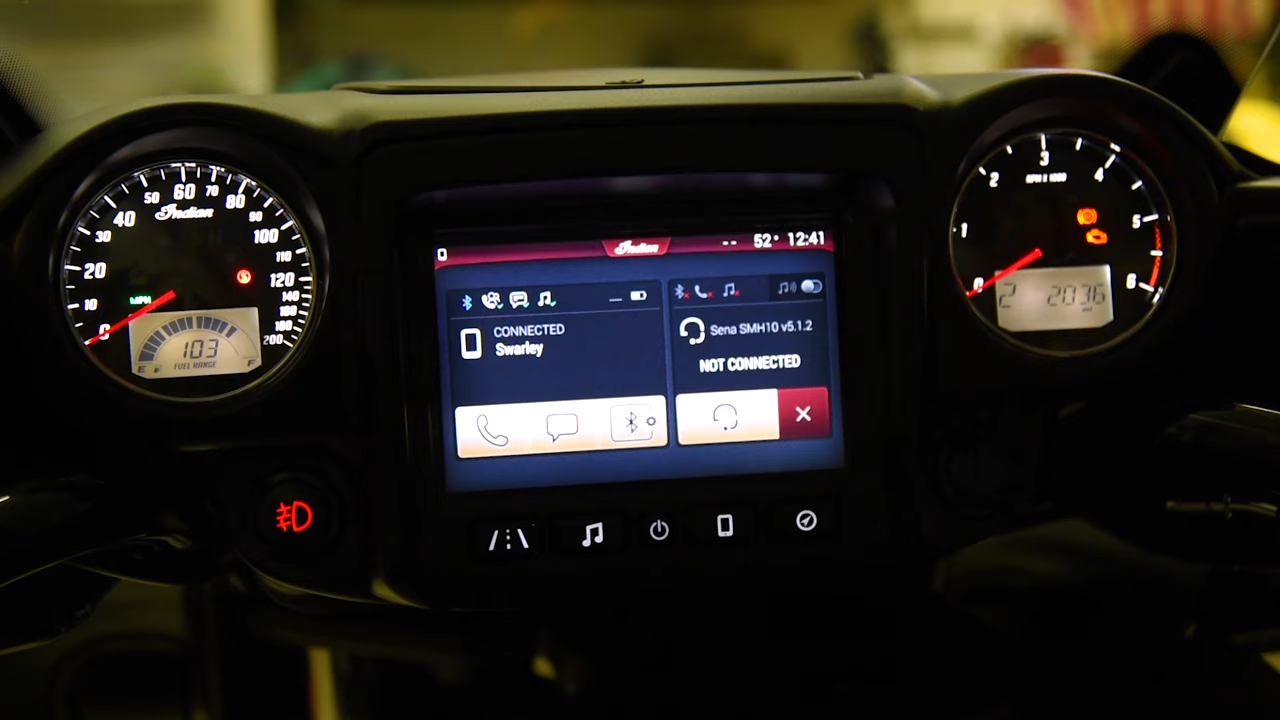 0
10
20
30
40
50
60
70
80
90
100
110
120
140
160
180
200
Indian
MPH
103
E
F
FUEL RANGE
Indian
-- 52° 12:41
CONNECTED
Swarley
Sena SMH10 v5.1.2
NOT CONNECTED
0
1
2
3
4
5
6
RPM X 1000
2 2036